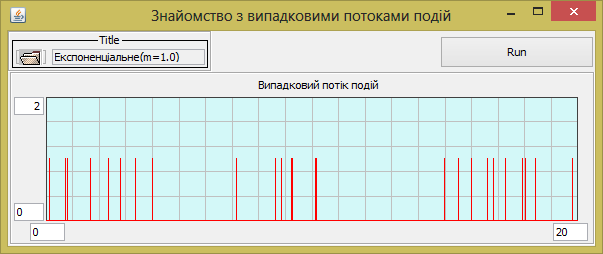 Знайомство з випадковими потоками подій
Title
Експоненціальне(m=1.0)
Run
Випадковий потік подій
2
0
0
20